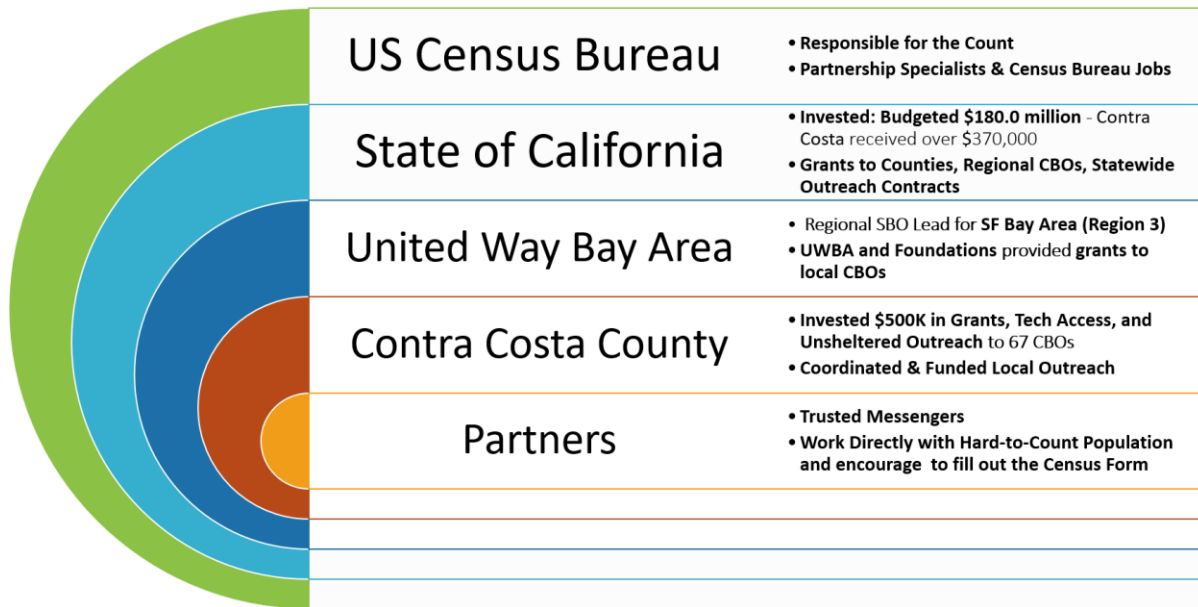 US Census Bureau
• Responsible for the Count
• Partnership Specialists & Census Bureau Jobs
State of California
• Invested: Budgeted $180.0 million - Contra
Costa received over $370,000
• Grants to Counties, Regional CBOs, Statewide
Outreach Contracts
United Way Bay Area
• Regional SBO Lead for SF Bay Area (Region 3)
• UWBA and Foundations provided grants to
local CBOs
Contra Costa County
• Invested $500K in Grants, Tech Access, and
Unsheltered Outreach to 67 CBOs
• Coordinated & Funded Local Outreach
Partners
• Trusted Messengers
• Work Directly with Hard-to-Count Population
and encourage to fill out the Census Form